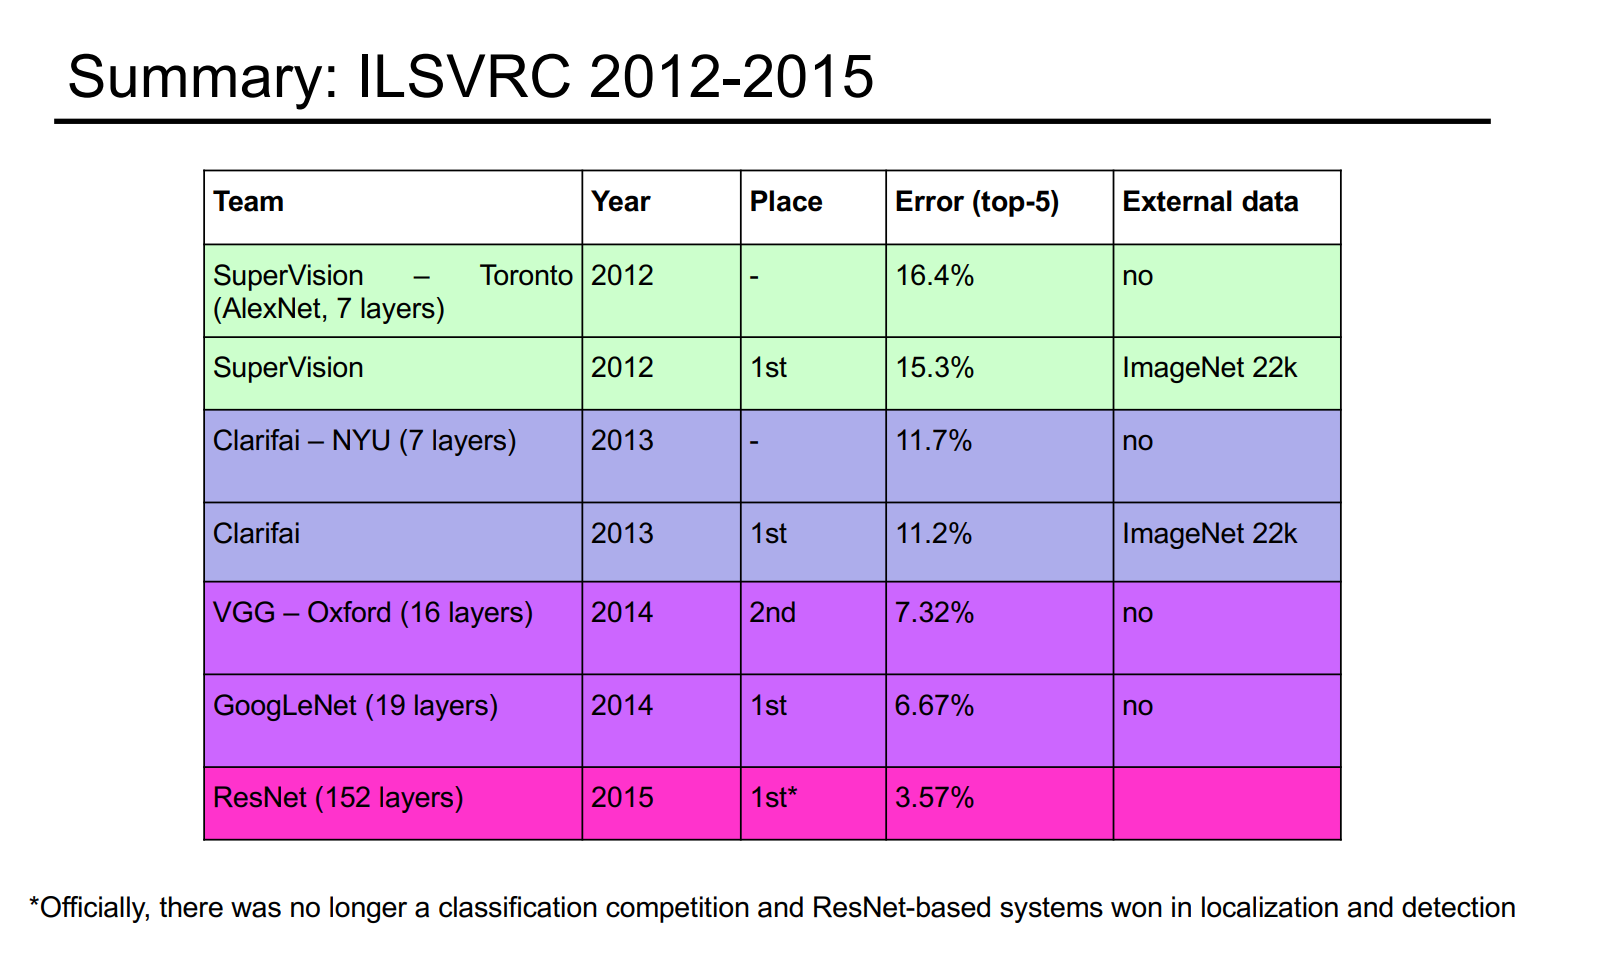 Summary: ILSVRC 2012-2015
Team Year Place Error (top-5) External data
SuperVision – Toronto 2012 - 16.4% no
(AlexNet, 7 layers)
SuperVision 2012 1st 15.3% ImageNet 22k
Clarifai – NYU (7 layers) 2013 - 11.7% no
Clarifai 2013 1st 11.2% ImageNet 22k
VGG – Oxford (16 layers) 2014 2nd 7.32% no
GoogLeNet (19 layers) 2014 1st 6.67% no
ResNet (152 layers) 2015 1st* 3.57%
*Officially, there was no longer a classification competition and ResNet-based systems won in localization and detection